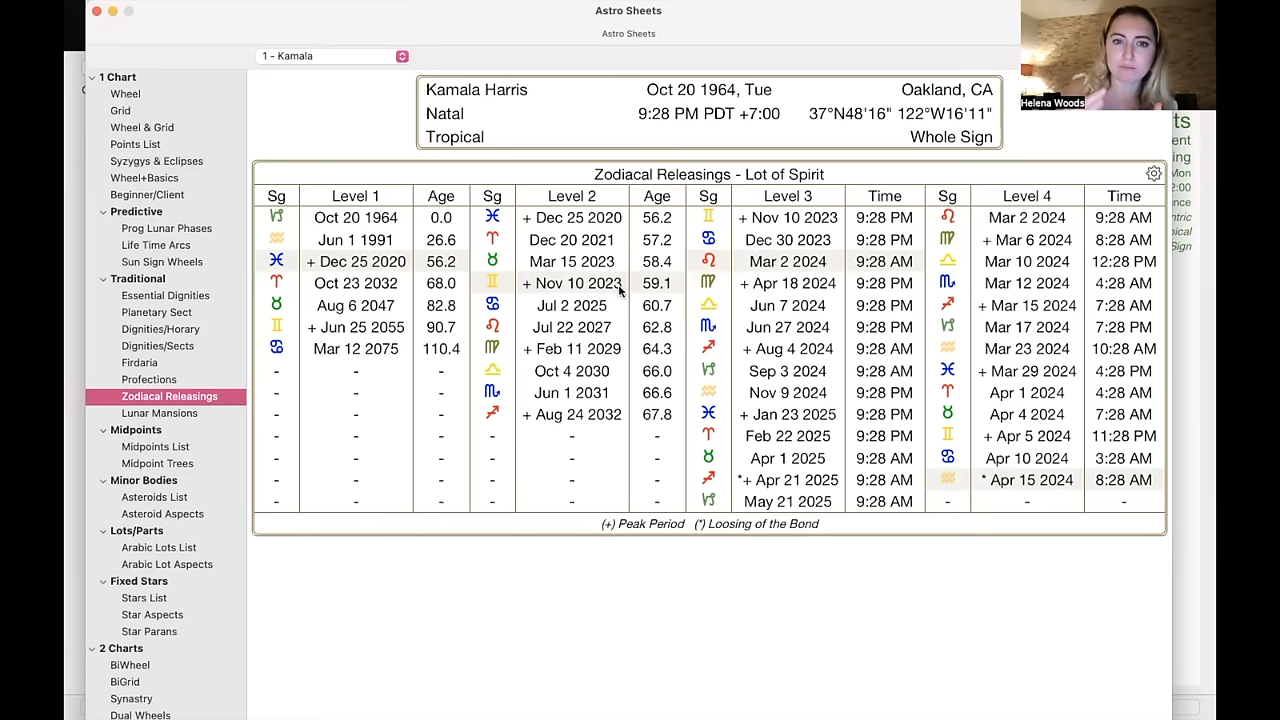 Astro Sheets
Astro Sheets
1 - Kamala
Helena Woods
1 Chart
Wheel
Grid
Wheel & Grid
Points List
Syzygys & Eclipses
Wheel+Basics
Beginner/Client
Predictive
Prog Lunar Phases
Life Time Arcs
Sun Sign Wheels
Traditional
Essential Dignities
Planetary Sect
Dignities/Horary
Dignities/Sects
Firdaria
Profections
Zodiacal Releasings
Lunar Mansions
Midpoints
Midpoints List
Midpoint Trees
Minor Bodies
Asteroids List
Asteroid Aspects
Lots/Parts
Arabic Lots List
Arabic Lot Aspects
Fixed Stars
Stars List
Star Aspects
Star Parans
2 Charts
BiWheel
BiGrid
Synastry
Dual Wheels
Kamala Harris Oct 20 1964, Tue Oakland, CA
Natal 9:28 PM PDT +7:00 37°N48'16" 122°W16'11"
Tropical Whole Sign
Zodiacal Releasings - Lot of Spirit
Sg Level 1 Age Sg Level 2 Age Sg Level 3 Time Sg Level 4 Time
♑ Oct 20 1964 0.0 ♓ + Dec 25 2020 56.2 ♊ + Nov 10 2023 9:28 PM ♌ Mar 2 2024 9:28 AM
♒ Jun 1 1991 26.6 ♈ Dec 20 2021 57.2 ♋ Dec 30 2023 9:28 PM ♍ + Mar 6 2024 8:28 AM
♓ + Dec 25 2020 56.2 ♉ Mar 15 2023 58.4 ♌ Mar 2 2024 9:28 AM ♎ Mar 10 2024 12:28 PM
♈ Oct 23 2032 68.0 ♊ + Nov 10 2023 59.1 ♍ + Apr 18 2024 9:28 AM ♏ Mar 12 2024 4:28 AM
♉ Aug 6 2047 82.8 ♋ Jul 2 2025 60.7 ♎ Jun 7 2024 9:28 AM ♐ + Mar 15 2024 7:28 AM
♊ + Jun 25 2055 90.7 ♌ Jul 22 2027 62.8 ♏ Jun 27 2024 9:28 AM ♑ Mar 17 2024 7:28 PM
♋ Mar 12 2075 110.4 ♍ + Feb 11 2029 64.3 ♐ + Aug 4 2024 9:28 AM ♒ Mar 23 2024 10:28 AM
- - - ♎ Oct 4 2030 66.0 ♑ Sep 3 2024 9:28 AM ♓ + Mar 29 2024 4:28 PM
- - - ♏ Jun 1 2031 66.6 ♒ Nov 9 2024 9:28 PM ♈ Apr 1 2024 4:28 AM
- - - ♐ + Aug 24 2032 67.8 ♓ + Jan 23 2025 9:28 PM ♉ Apr 4 2024 7:28 AM
- - - - - - ♈ Feb 22 2025 9:28 PM ♊ + Apr 5 2024 11:28 PM
- - - - - - ♉ Apr 1 2025 9:28 AM ♋ Apr 10 2024 3:28 AM
- - - - - - ♐ *+ Apr 21 2025 9:28 AM ♒ * Apr 15 2024 8:28 AM
- - - - - - ♑ May 21 2025 9:28 AM - - -
(+) Peak Period (*) Loosing of the Bond